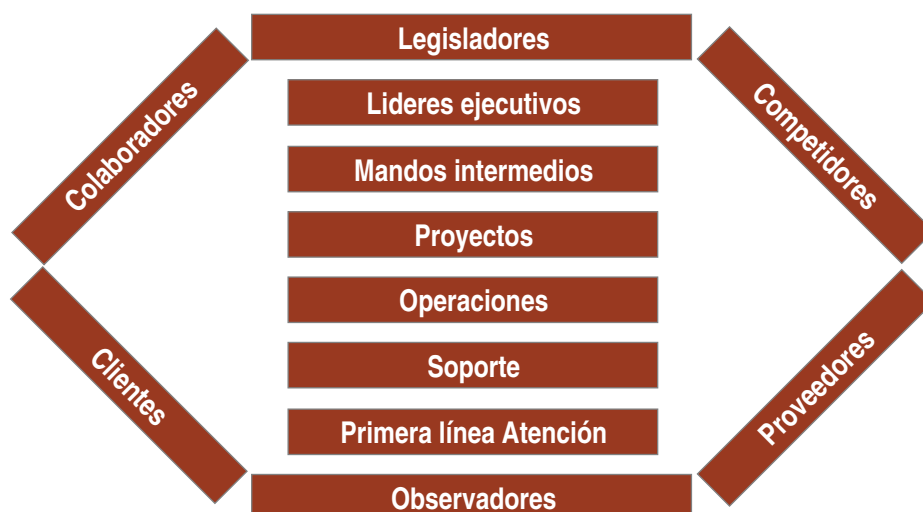 Legisladores
Colaboradores
Competidores
Lideres ejecutivos
Mandos intermedios
Proyectos
Operaciones
Soporte
Primera línea Atención
Clientes
Proveedores
Observadores